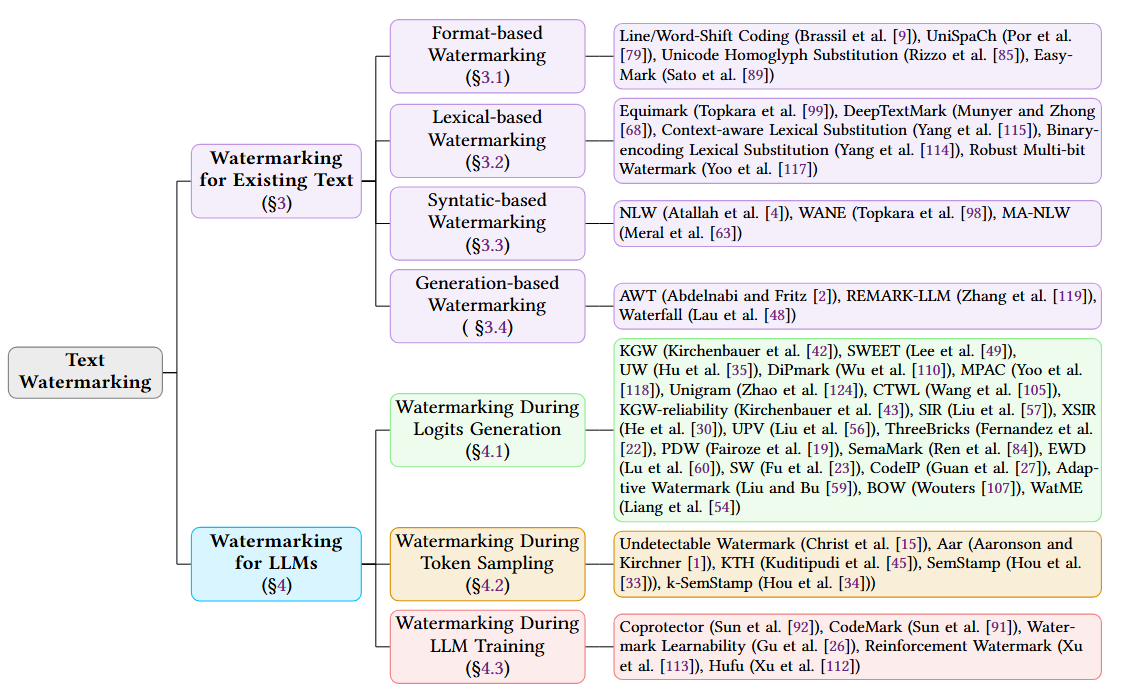 Format-based
Watermarking
(§3.1)
Line/Word-Shift Coding (Brassil et al. [9]), UniSpaCh (Por et al.
[79]), Unicode Homoglyph Substitution (Rizzo et al. [85]), Easy-
Mark (Sato et al. [89])
Lexical-based
Watermarking
(§3.2)
Equimark (Topkara et al. [99]), DeepTextMark (Munyer and Zhong
[68]), Context-aware Lexical Substitution (Yang et al. [115]), Binary-
encoding Lexical Substitution (Yang et al. [114]), Robust Multi-bit
Watermark (Yoo et al. [117])
Watermarking
for Existing Text
(§3)
Syntatic-based
Watermarking
(§3.3)
NLW (Atallah et al. [4]), WANE (Topkara et al. [98]), MA-NLW
(Meral et al. [63])
Generation-based
Watermarking
( §3.4)
AWT (Abdelnabi and Fritz [2]), REMARK-LLM (Zhang et al. [119]),
Waterfall (Lau et al. [48])
Text
Watermarking
Watermarking During
Logits Generation
(§4.1)
KGW (Kirchenbauer et al. [42]), SWEET (Lee et al. [49]),
UW (Hu et al. [35]), DiPmark (Wu et al. [110]), MPAC (Yoo et al.
[118]), Unigram (Zhao et al. [124]), CTWL (Wang et al. [105]),
KGW-reliability (Kirchenbauer et al. [43]), SIR (Liu et al. [57]), XSIR
(He et al. [30]), UPV (Liu et al. [56]), ThreeBricks (Fernandez et al.
[22]), PDW (Fairoze et al. [19]), SemaMark (Ren et al. [84]), EWD
(Lu et al. [60]), SW (Fu et al. [23]), CodeIP (Guan et al. [27]), Adap-
tive Watermark (Liu and Bu [59]), BOW (Wouters [107]), WatME
(Liang et al. [54])
Watermarking
for LLMs
[§4]
Watermarking During
Token Sampling
(§4.2)
Undetectable Watermark (Christ et al. [15]), Aar (Aaronson and
Kirchner [1]), KTH (Kuditipudi et al. [45]), SemStamp (Hou et al.
[33])), k-SemStamp (Hou et al. [34]))
Watermarking During
LLM Training
(§4.3)
Coprotector (Sun et al. [92]), CodeMark (Sun et al. [91]), Water-
mark Learnability (Gu et al. [26]), Reinforcement Watermark (Xu
et al. [113]), Hufu (Xu et al. [112])